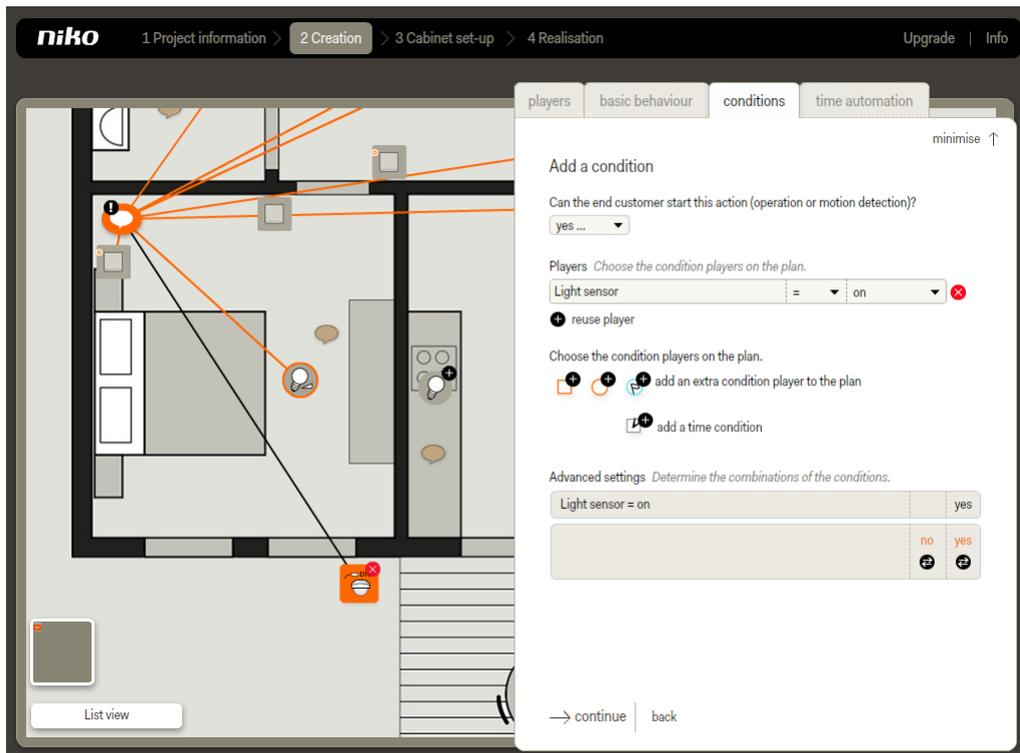 niko
1 Project information
2 Creation
3 Cabinet set-up
4 Realisation
Upgrade | Info
players
basic behaviour
conditions
time automation
minimise
Add a condition
Can the end customer start this action (operation or motion detection)?
yes ...
Players Choose the condition players on the plan.
Light sensor = on
reuse player
Choose the condition players on the plan.
add an extra condition player to the plan
add a time condition
Advanced settings Determine the combinations of the conditions.
Light sensor = on yes
no yes
continue
back
List view